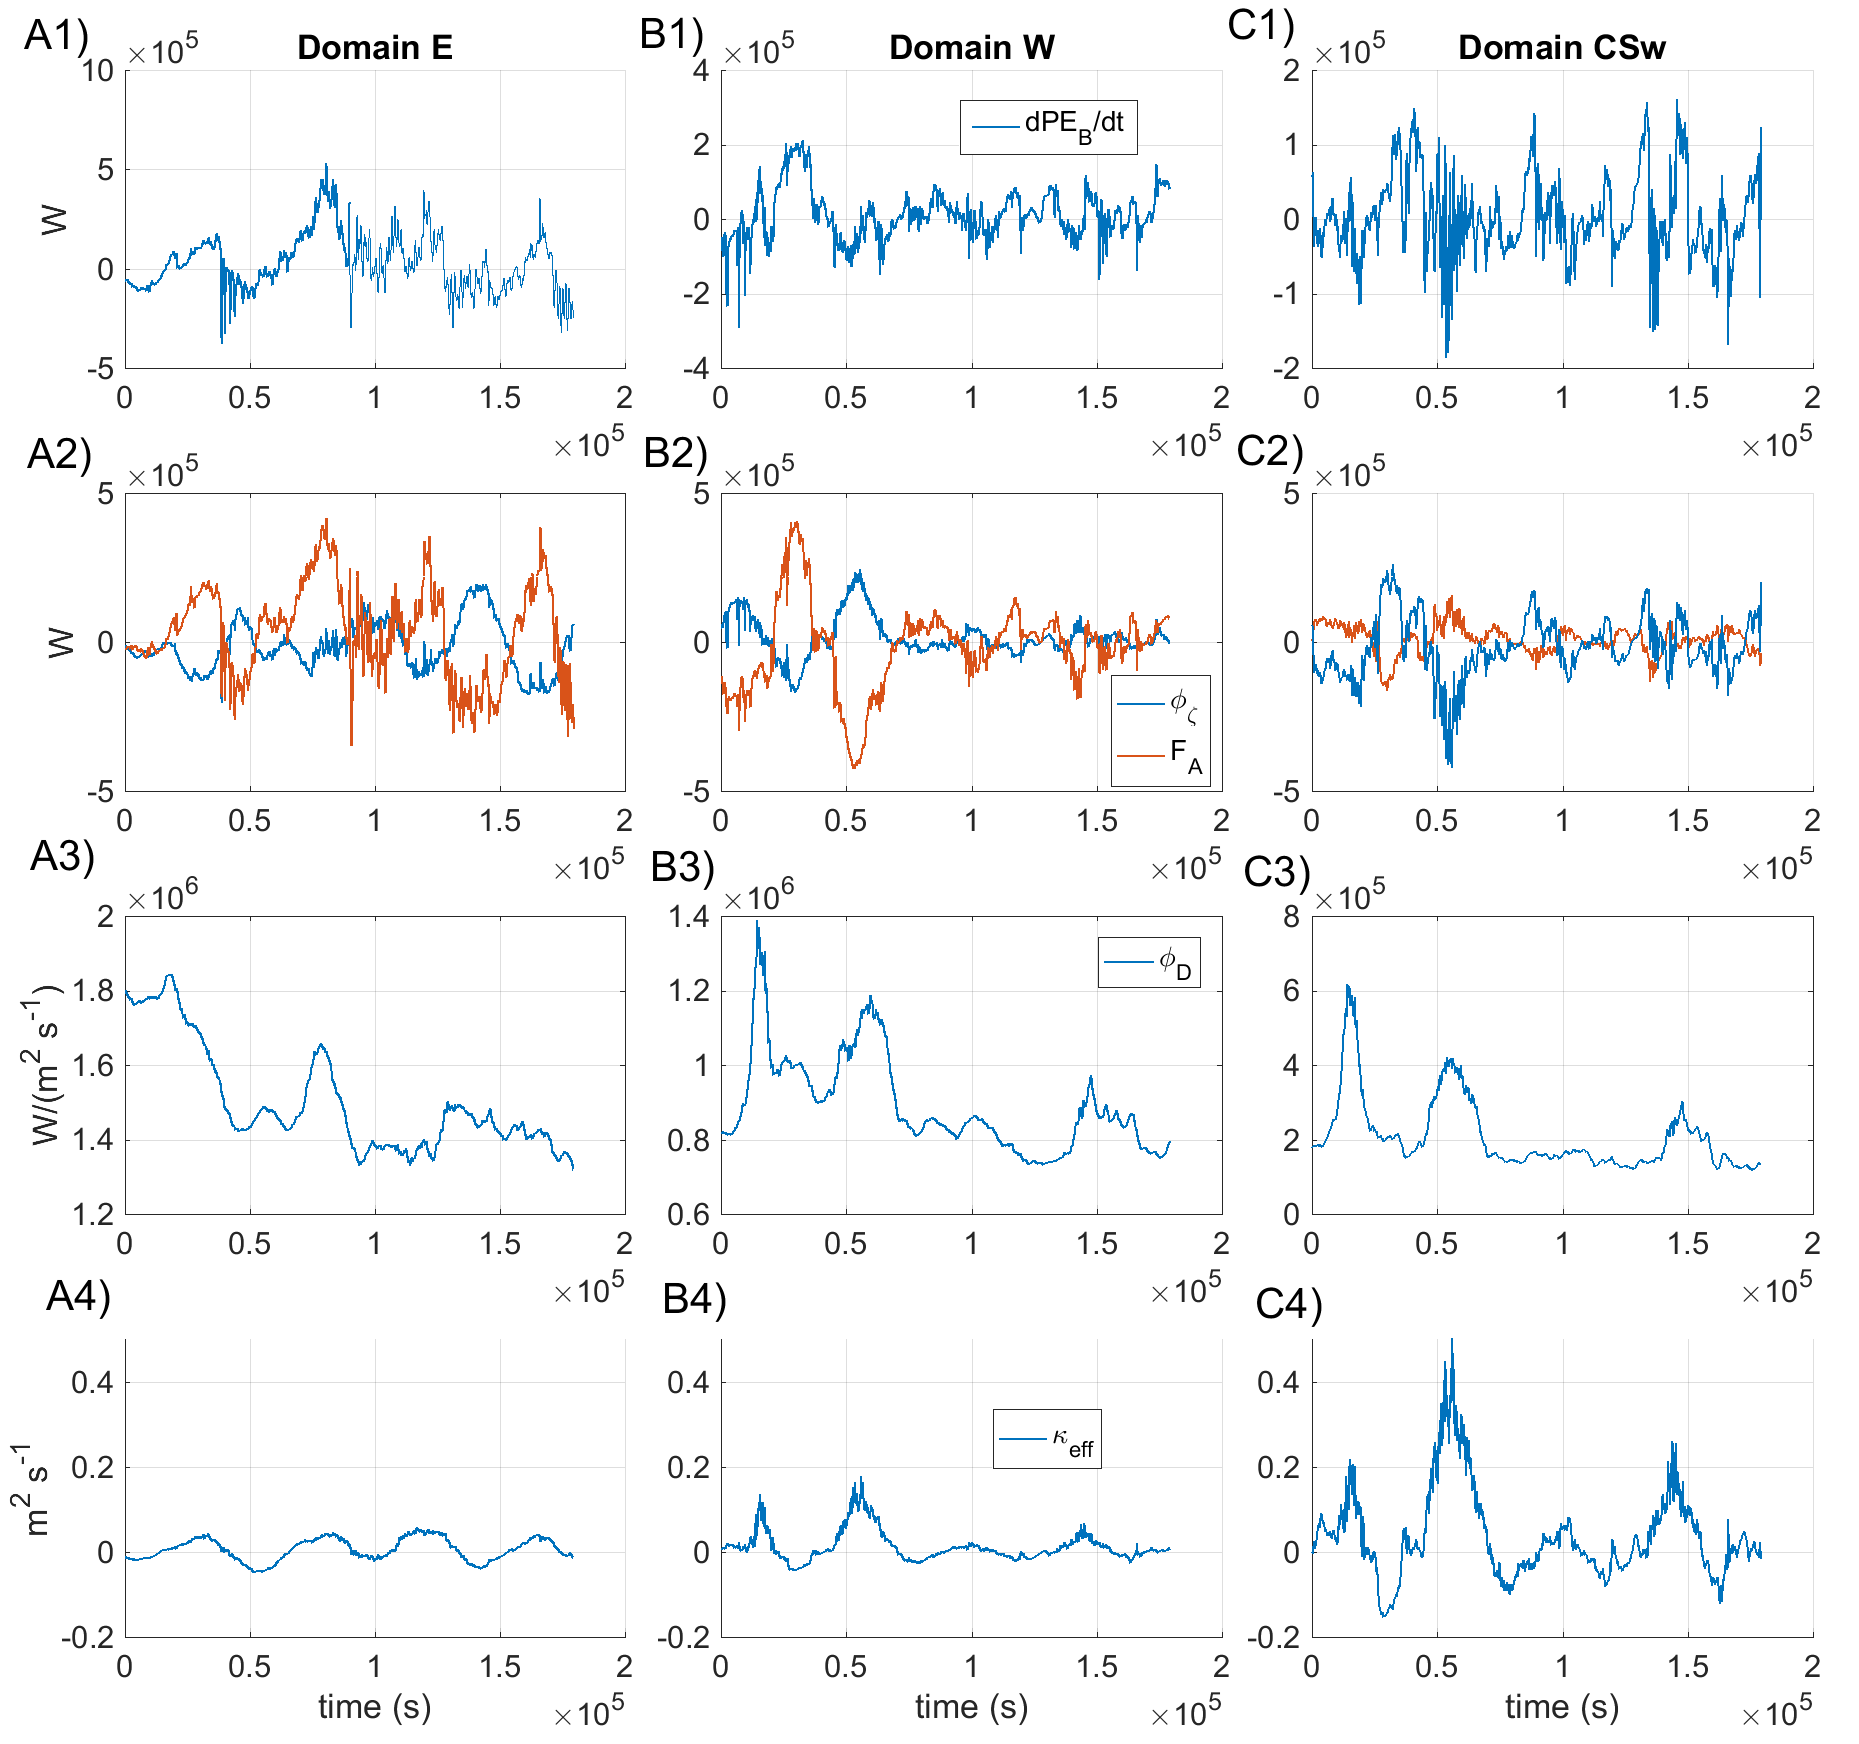 A1) Domain E B1) Domain W C1) Domain CSw
×10^5 ×10^5 ×10^5
10 5 0 -5
W
0 0.5 1 1.5 2
×10^5
4 2 0 -2 -4
dPE_B/dt
0 0.5 1 1.5 2
×10^5
2 1 0 -1 -2
0 0.5 1 1.5 2
×10^5
A2) B2) C2)
×10^5 ×10^5 ×10^5
5 0 -5
W
0 0.5 1 1.5 2
×10^5
5 0 -5
ϕ_ζ
F_A
0 0.5 1 1.5 2
×10^5
5 0 -5
0 0.5 1 1.5 2
×10^5
A3) B3) C3)
×10^6 ×10^6 ×10^5
2 1.8 1.6 1.4 1.2
W/(m^2 s^-1)
0 0.5 1 1.5 2
×10^5
1.4 1.2 1 0.8 0.6
ϕ_D
0 0.5 1 1.5 2
×10^5
8 6 4 2 0
0 0.5 1 1.5 2
×10^5
A4) B4) C4)
0.4 0.2 0 -0.2
m^2 s^-1
0 0.5 1 1.5 2
time (s) ×10^5
0.4 0.2 0 -0.2
κ_eff
0 0.5 1 1.5 2
time (s) ×10^5
0.4 0.2 0 -0.2
0 0.5 1 1.5 2
time (s) ×10^5